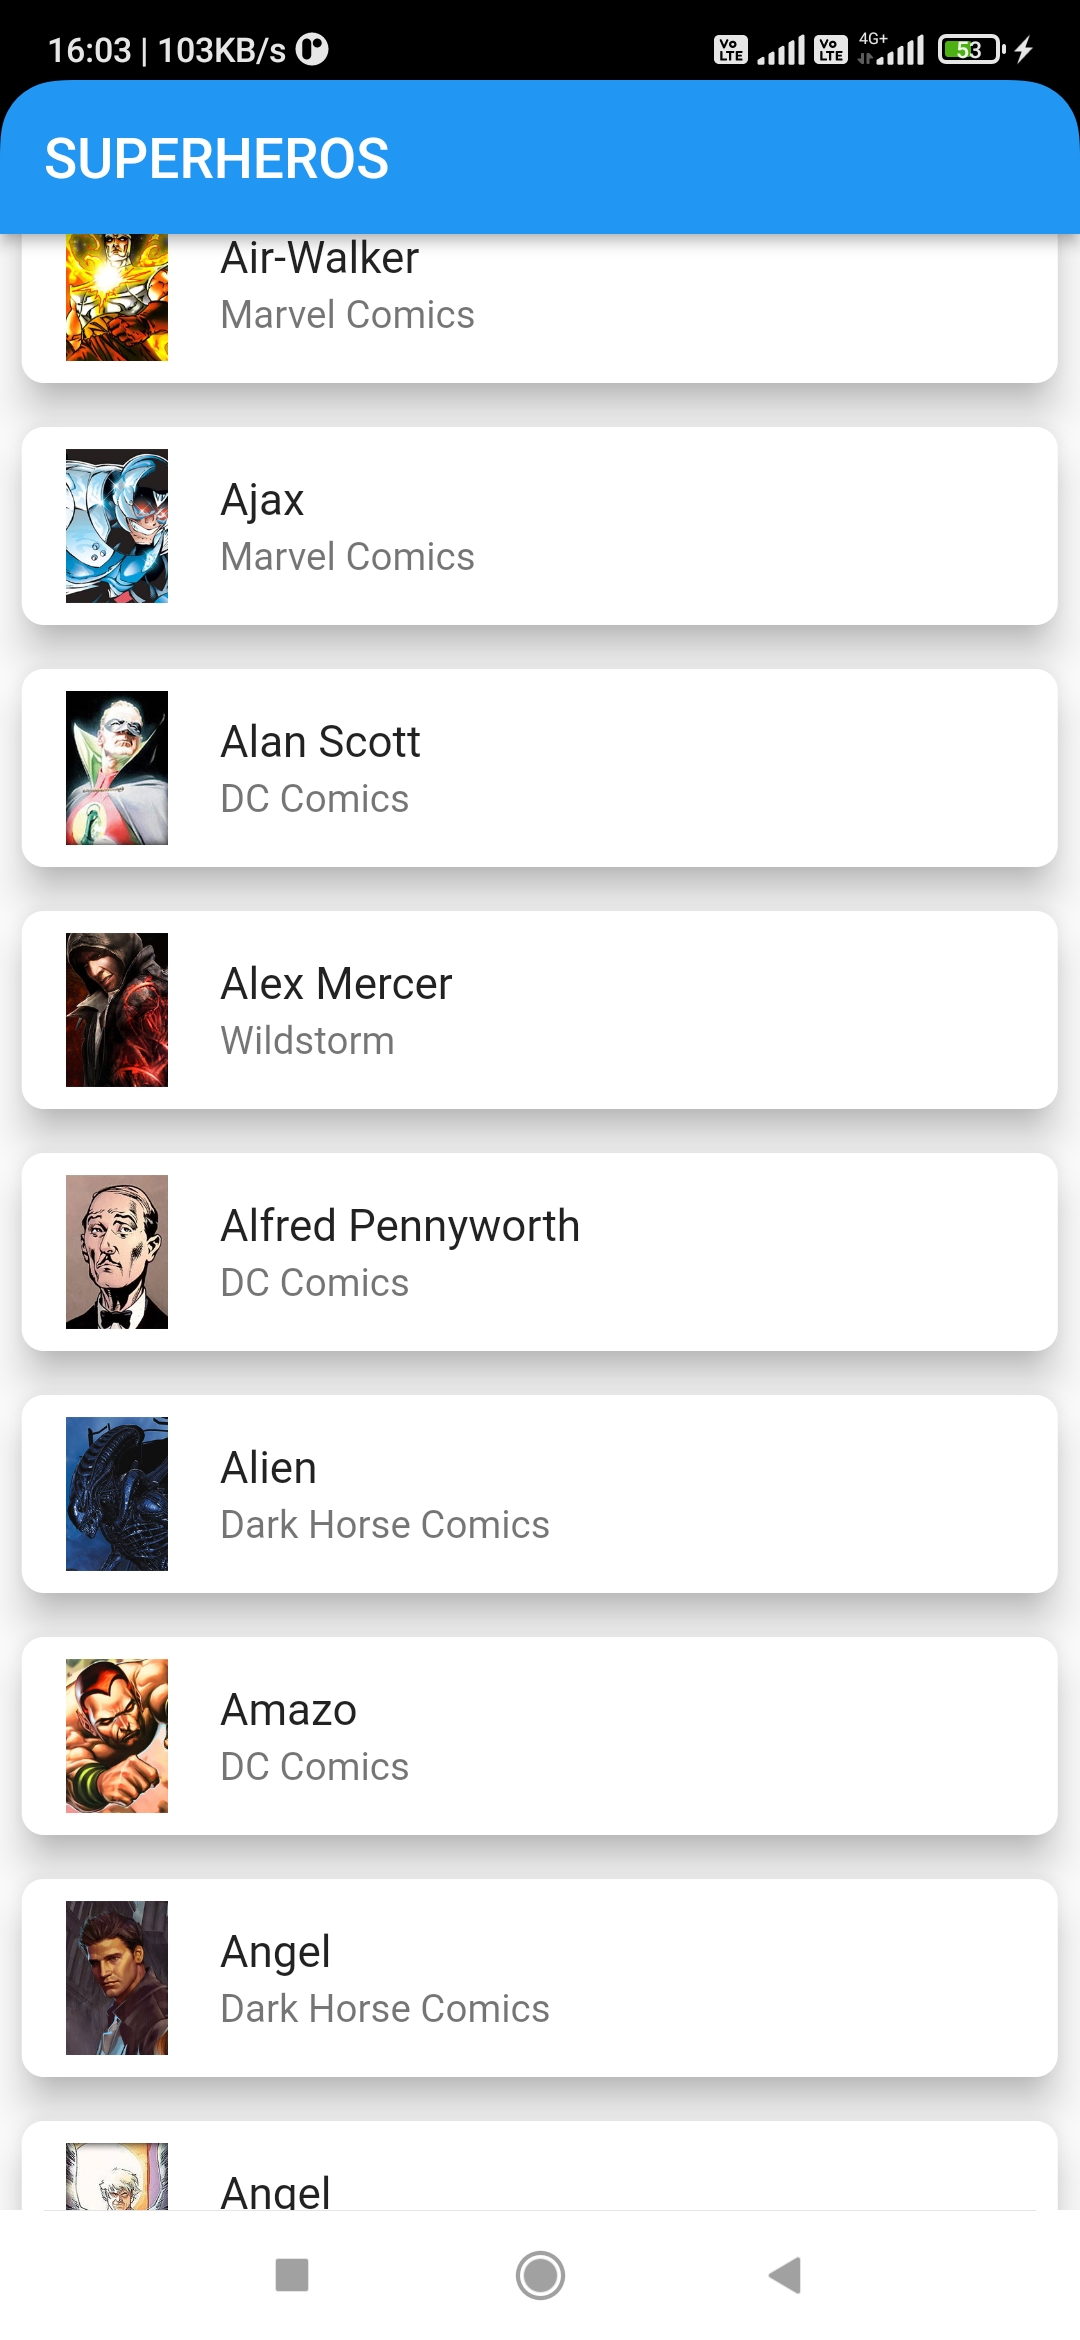 16:03 | 103KB/s
Vo LTE
Vo LTE
4G+
53
SUPERHEROS
Air-Walker
Marvel Comics
Ajax
Marvel Comics
Alan Scott
DC Comics
Alex Mercer
Wildstorm
Alfred Pennyworth
DC Comics
Alien
Dark Horse Comics
Amazo
DC Comics
Angel
Dark Horse Comics
Angel